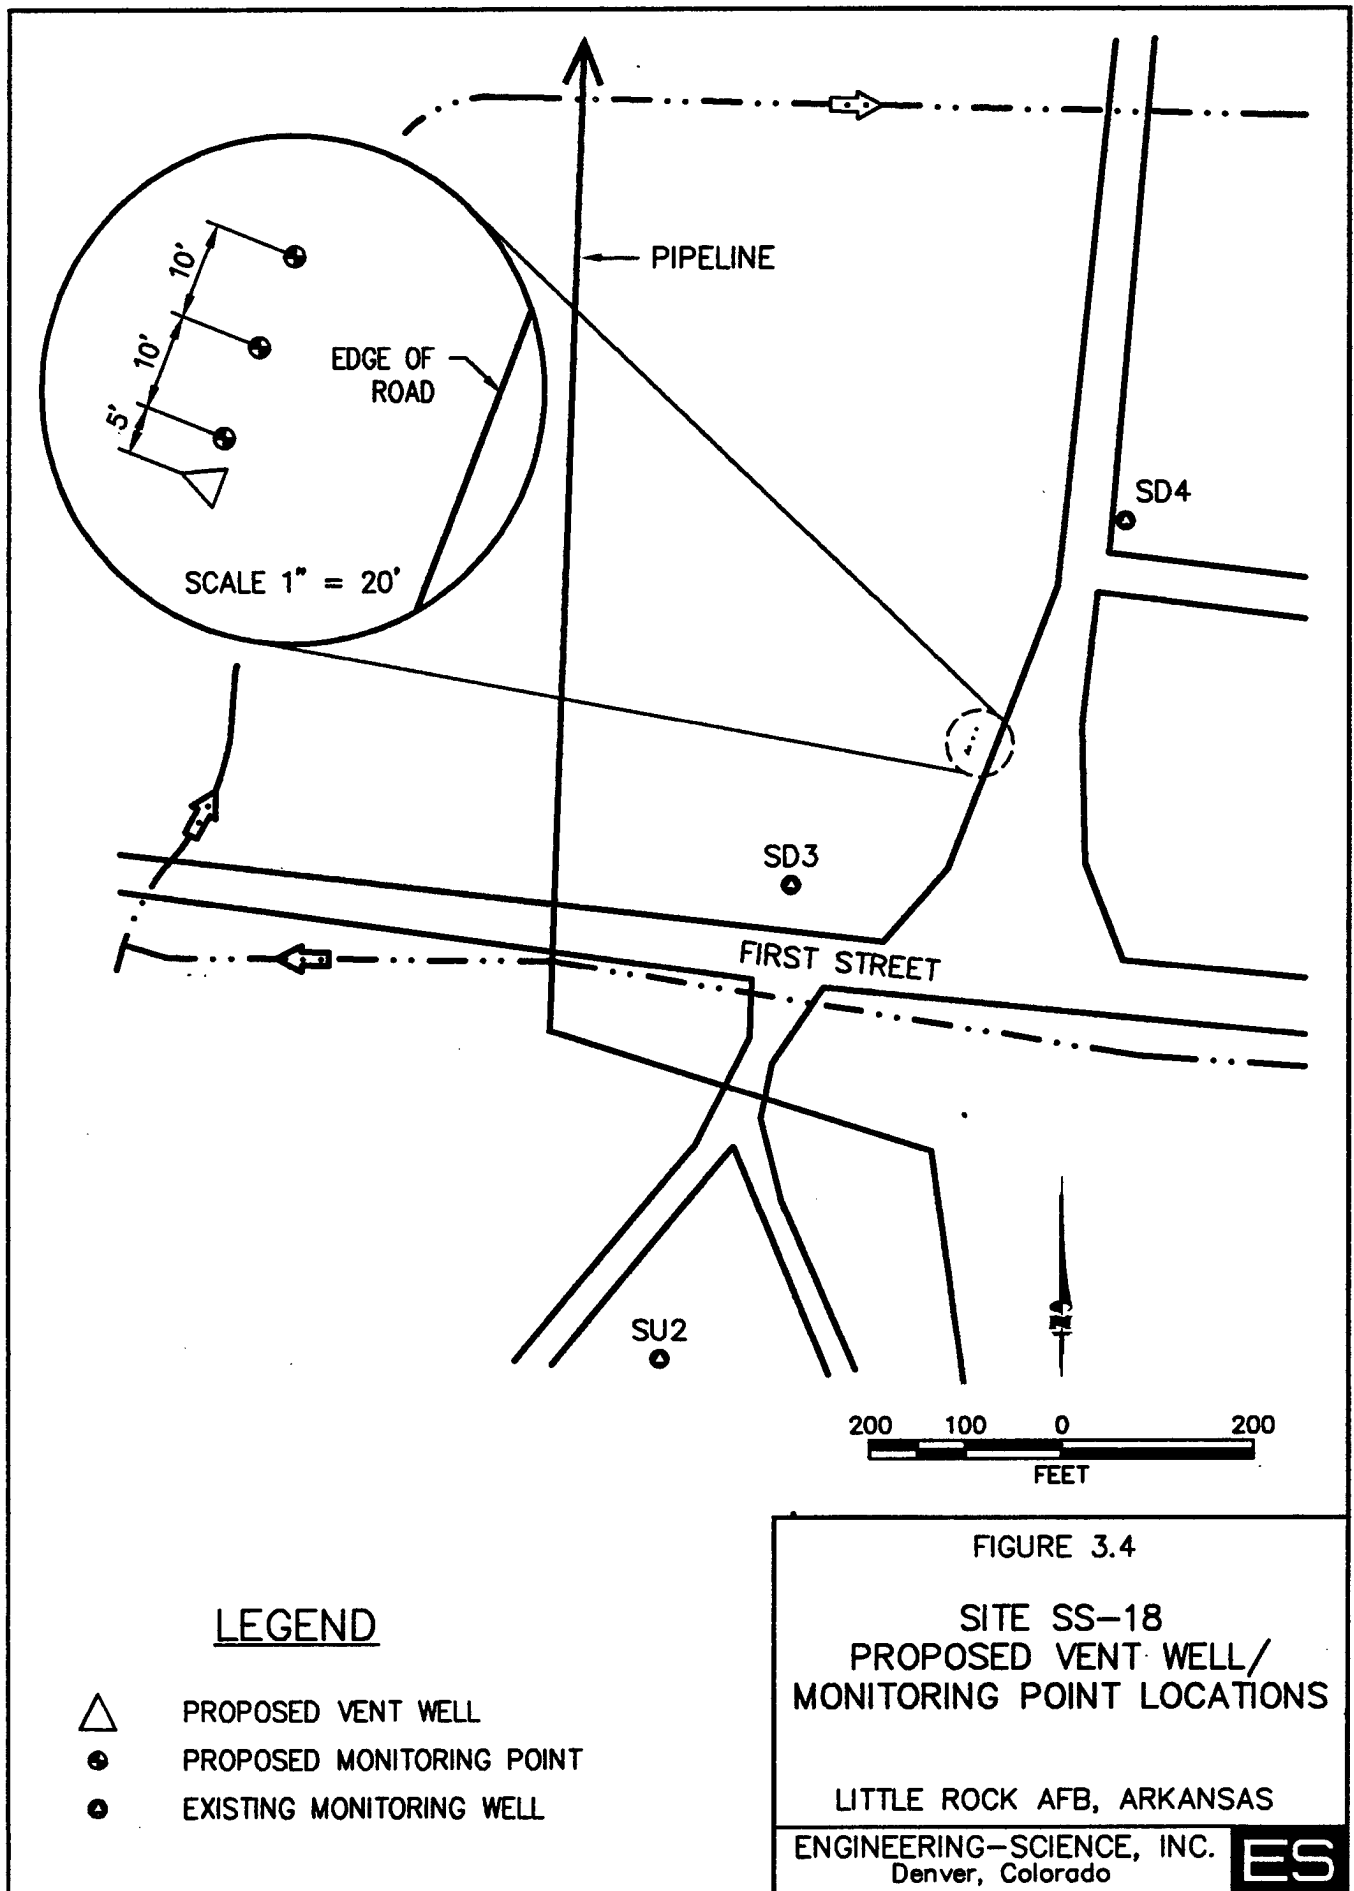 PIPELINE
10'
10'
5'
EDGE OF
ROAD
SCALE 1" = 20'
SD4
SD3
FIRST STREET
SU2
N
200 100 0 200
FEET
LEGEND
PROPOSED VENT WELL
PROPOSED MONITORING POINT
EXISTING MONITORING WELL
FIGURE 3.4
SITE SS-18
PROPOSED VENT WELL/
MONITORING POINT LOCATIONS
LITTLE ROCK AFB, ARKANSAS
ENGINEERING-SCIENCE, INC.
Denver, Colorado
ES